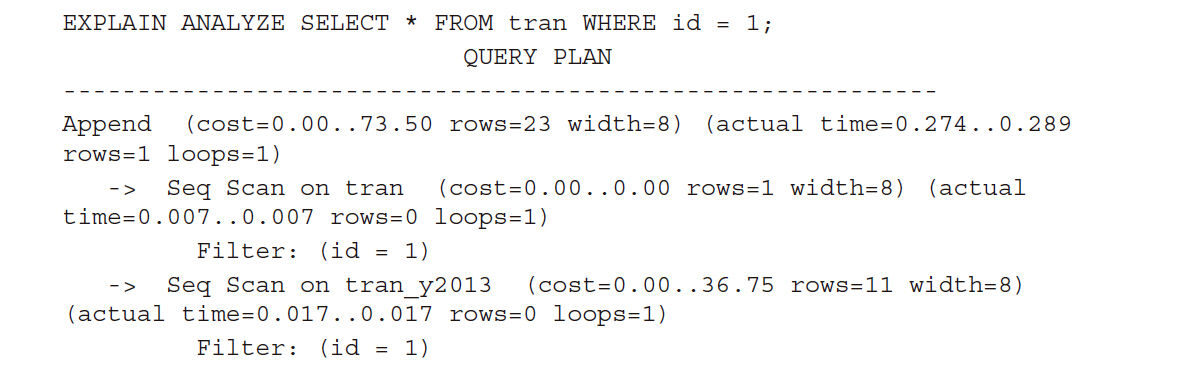 EXPLAIN ANALYZE SELECT * FROM tran WHERE id = 1;
QUERY PLAN
-----------------------------------------------------------
Append (cost=0.00..73.50 rows=23 width=8) (actual time=0.274..0.289
rows=1 loops=1)
-> Seq Scan on tran (cost=0.00..0.00 rows=1 width=8) (actual
time=0.007..0.007 rows=0 loops=1)
Filter: (id = 1)
-> Seq Scan on tran_y2013 (cost=0.00..36.75 rows=11 width=8)
(actual time=0.017..0.017 rows=0 loops=1)
Filter: (id = 1)